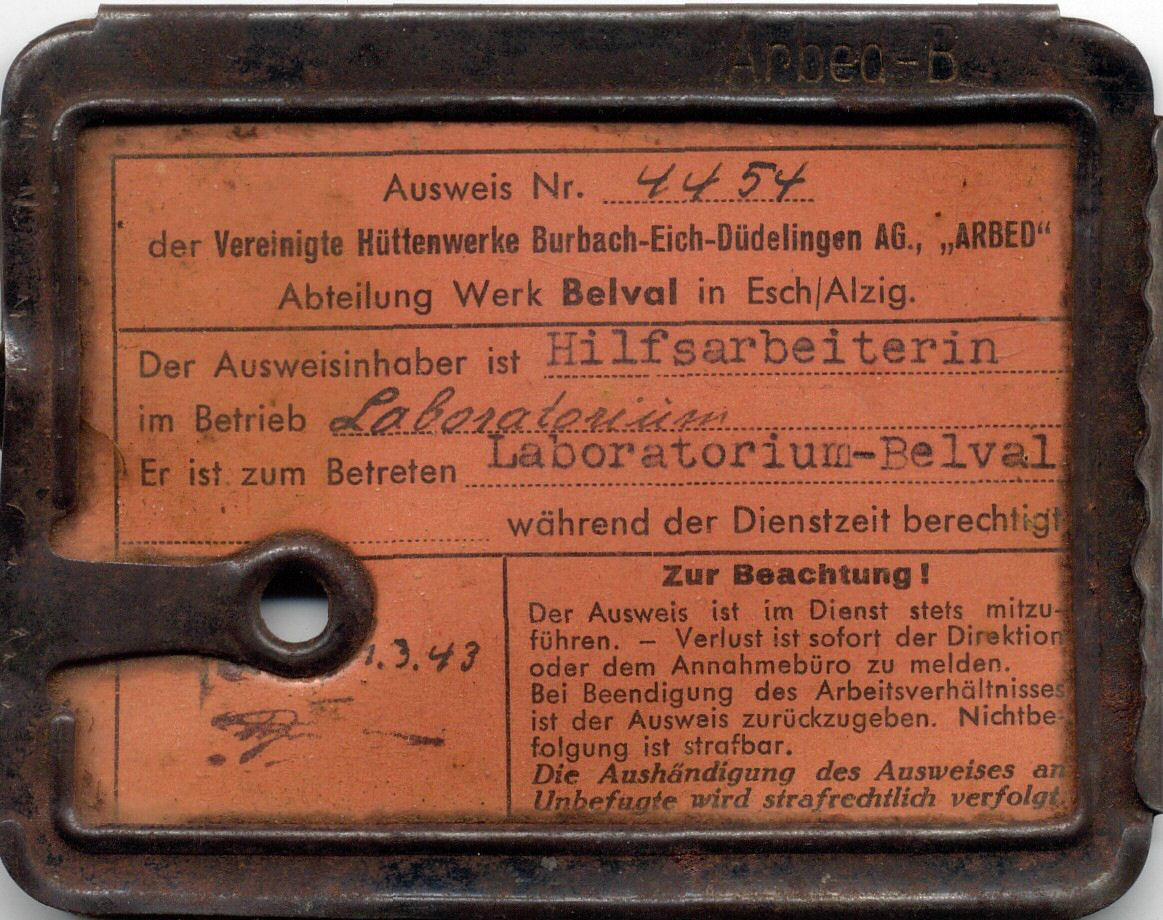 Arbed-B
Ausweis Nr. 4454
der Vereinigte Hüttenwerke Burbach-Eich-Düdelingen AG., „ARBED“
Abteilung Werk Belval in Esch/Alzig.
Der Ausweisinhaber ist Hilfsarbeiterin
im Betrieb Laboratorium
Er ist zum Betreten Laboratorium-Belval
während der Dienstzeit berechtigt
1.3.43
Zur Beachtung!
Der Ausweis ist im Dienst stets mitzu-
führen. – Verlust ist sofort der Direktion
oder dem Annahmebüro zu melden.
Bei Beendigung des Arbeitsverhältnisses
ist der Ausweis zurückzugeben. Nichtbe-
folgung ist strafbar.
Die Aushändigung des Ausweises an
Unbefugte wird strafrechtlich verfolgt.